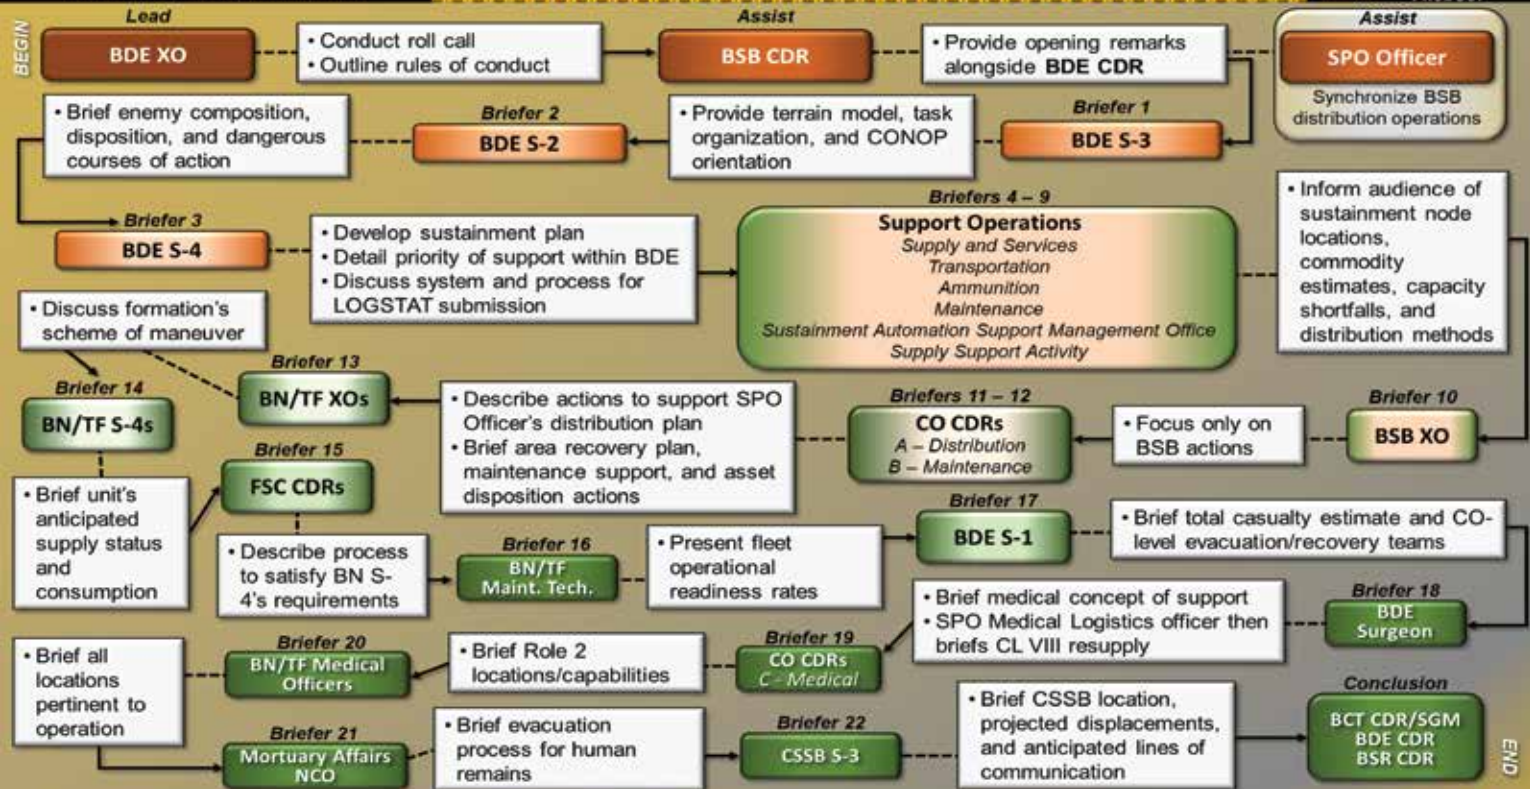 BEGIN
Lead
BDE XO
• Conduct roll call
• Outline rules of conduct
Assist
BSB CDR
• Provide opening remarks
alongside BDE CDR
Assist
SPO Officer
Synchronize BSB
distribution operations
Briefer 1
BDE S-3
• Provide terrain model, task
organization, and CONOP
orientation
Briefer 2
BDE S-2
• Brief enemy composition,
disposition, and dangerous
courses of action
Briefer 3
BDE S-4
• Develop sustainment plan
• Detail priority of support within BDE
• Discuss system and process for
LOGSTAT submission
Briefers 4 – 9
Support Operations
Supply and Services
Transportation
Ammunition
Maintenance
Sustainment Automation Support Management Office
Supply Support Activity
• Inform audience of
sustainment node
locations,
commodity
estimates, capacity
shortfalls, and
distribution methods
Briefer 10
BSB XO
• Focus only on
BSB actions
Briefers 11 – 12
CO CDRs
A – Distribution
B – Maintenance
• Describe actions to support SPO
Officer's distribution plan
• Brief area recovery plan,
maintenance support, and asset
disposition actions
Briefer 13
BN/TF XOs
• Discuss formation's
scheme of maneuver
Briefer 14
BN/TF S-4s
• Brief unit's
anticipated
supply status
and
consumption
Briefer 15
FSC CDRs
• Describe process
to satisfy BN S-
4's requirements
Briefer 16
BN/TF
Maint. Tech.
• Present fleet
operational
readiness rates
Briefer 17
BDE S-1
• Brief total casualty estimate and CO-
level evacuation/recovery teams
Briefer 18
BDE
Surgeon
• Brief medical concept of support
• SPO Medical Logistics officer then
briefs CL VIII resupply
Briefer 19
CO CDRs
C - Medical
• Brief Role 2
locations/capabilities
Briefer 20
BN/TF Medical
Officers
• Brief all
locations
pertinent to
operation
Briefer 21
Mortuary Affairs
NCO
• Brief evacuation
process for human
remains
Briefer 22
CSSB S-3
• Brief CSSB location,
projected displacements,
and anticipated lines of
communication
Conclusion
BCT CDR/SGM
BDE CDR
BSR CDR
END